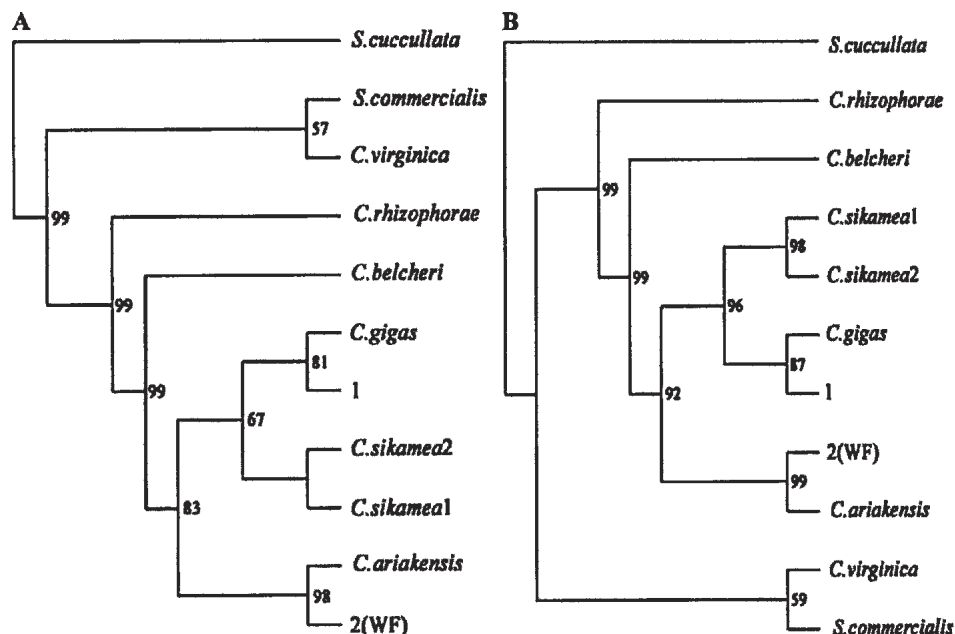 A
S.cuccullata
S.commercialis
57
C.virginica
99
C.rhizophorae
99
C.belcheri
99
C.gigas
81
1
67
C.sikamea2
C.sikamea1
83
C.ariakensis
98
2(WF)
B
S.cuccullata
C.rhizophorae
99
C.belcheri
99
C.sikamea1
98
C.sikamea2
96
C.gigas
87
1
92
2(WF)
99
C.ariakensis
C.virginica
59
S.commercialis